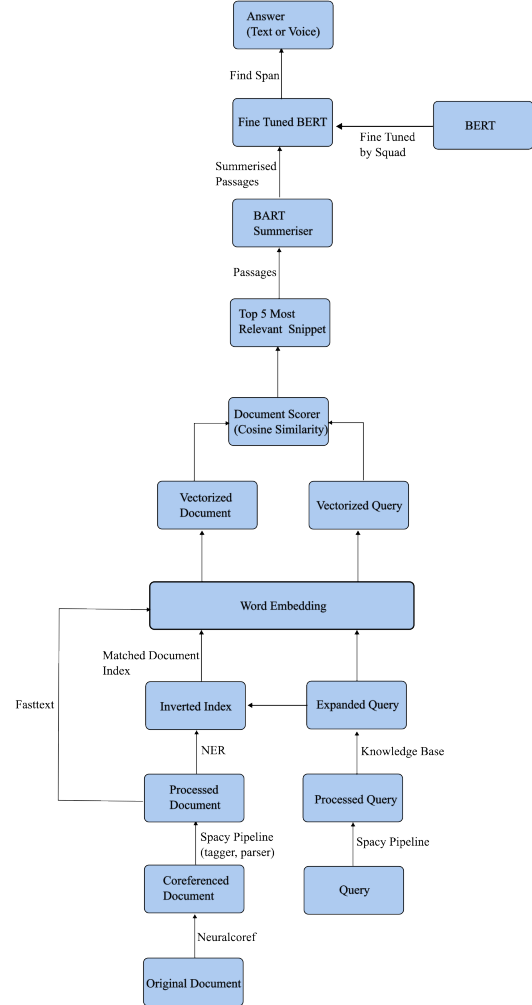 Answer
(Text or Voice)
Find Span
Fine Tuned BERT
BERT
Fine Tuned
by Squad
Summerised
Passages
BART
Summeriser
Passages
Top 5 Most
Relevant Snippet
Document Scorer
(Cosine Similarity)
Vectorized
Document
Vectorized Query
Word Embedding
Matched Document
Index
Fasttext
Inverted Index
Expanded Query
NER
Knowledge Base
Processed
Document
Processed Query
Spacy Pipeline
(tagger, parser)
Spacy Pipeline
Coreferenced
Document
Query
Neuralcoref
Original Document